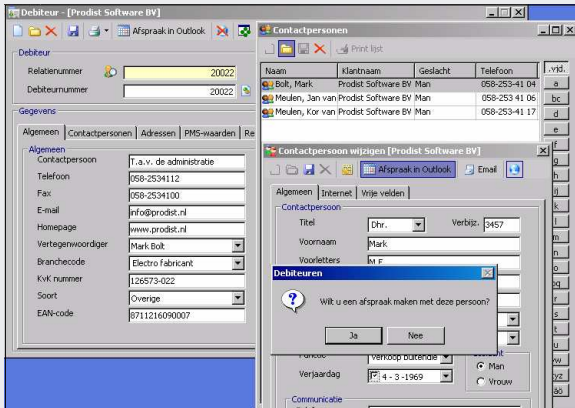 Debiteur - [Prodist Software BV]
Afspraak in Outlook
Debiteur
Relatienummer 20022
Debiteurnummer 20022
Gegevens
Algemeen Contactpersonen Adressen PMS-waarden Re
Algemeen
Contactpersoon T.a.v. de administratie
Telefoon 058-2534112
Fax 058-2534100
E-mail info@prodist.nl
Homepage www.prodist.nl
Vertegenwoordiger Mark Bolt
Branchecode Electro fabricant
KvK nummer 126573-022
Soort Overige
EAN-code 8711216090007
Contactpersonen
Print lijst
Naam Klantnaam Geslacht Telefoon
Bolt, Mark Prodist Software BV Man 058-253-41 04
Meulen, Jan van Prodist Software BV Man 058-253 41 06
Meulen, Kor van Prodist Software BV Man 058-253-41 17
a
bc
d
e
f
g
h
k
l
m
n
o
pq
r
s
t
u
vw
xyz
Contactpersoon wijzigen [Prodist Software BV]
Afspraak in Outlook Email
Algemeen Internet Vrije velden
Contactpersoon
Titel Dhr. Verbijz. 3457
Voornaam Mark
Voorletters M.F.
Debiteuren
Wilt u een afspraak maken met deze persoon?
Ja Nee
Functie Verkoop buitendie
Verjaardag 4 - 3 -1969
Man
Vrouw
Communicatie